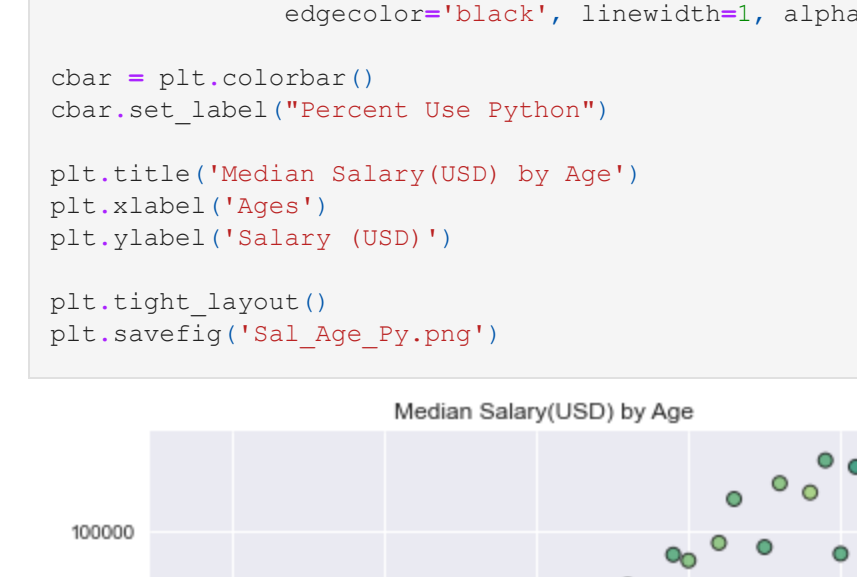 edgecolor='black', linewidth=1, alpha
cbar = plt.colorbar()
cbar.set_label("Percent Use Python")
plt.title('Median Salary(USD) by Age')
plt.xlabel('Ages')
plt.ylabel('Salary (USD)')
plt.tight_layout()
plt.savefig('Sal_Age_Py.png')
Median Salary(USD) by Age
100000